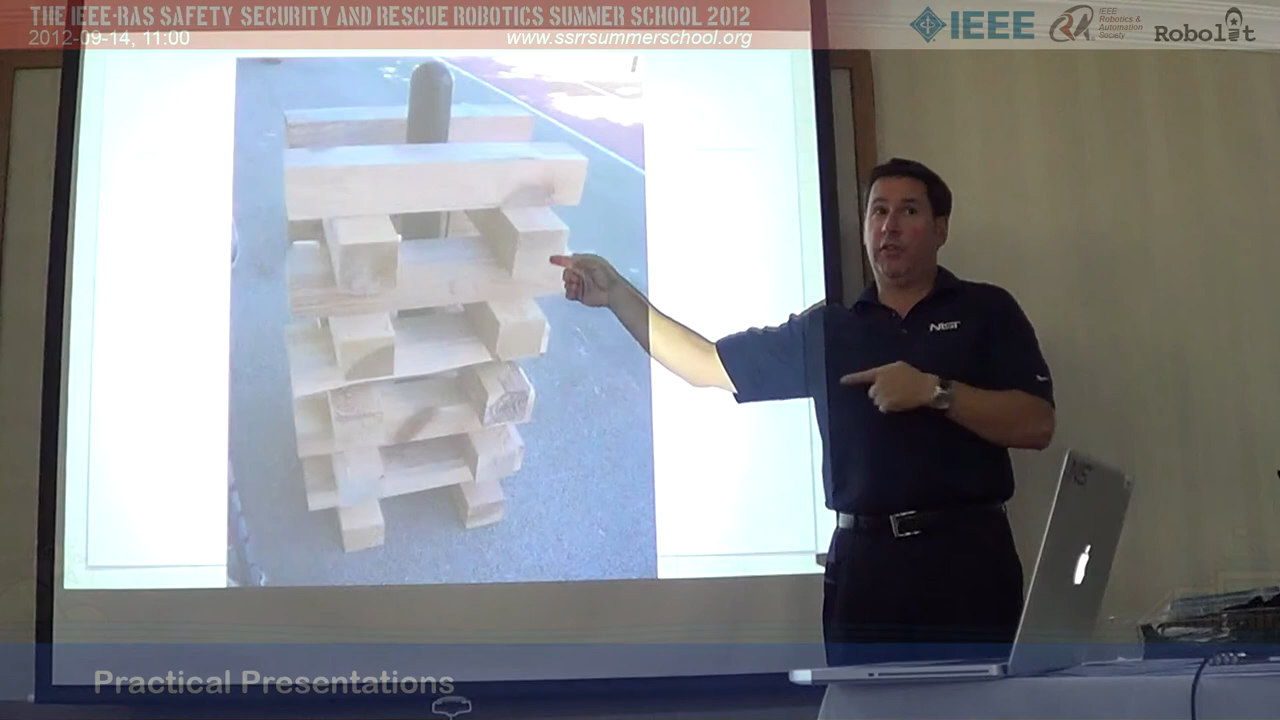 THE IEEE-RAS SAFETY SECURITY AND RESCUE ROBOTICS SUMMER SCHOOL 2012
2012-09-14, 11:00
www.ssrrsummerschool.org
IEEE
IEEE
Robotics &
Automation
Society
Robolit
NIST
Practical Presentations